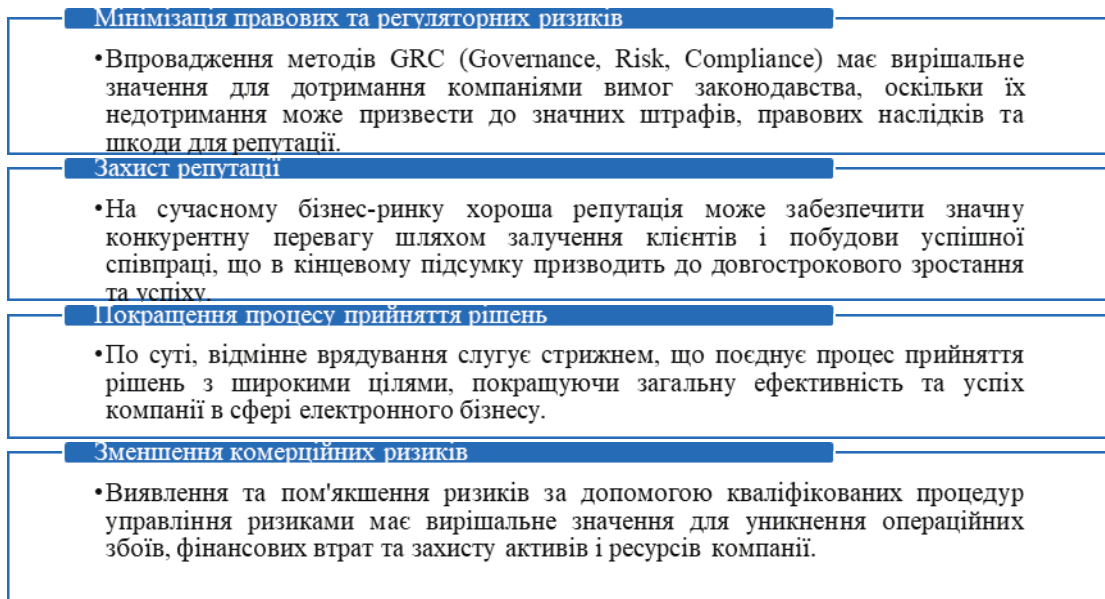 Мінімізація правових та регуляторних ризиків
•Впровадження методів GRC (Governance, Risk, Compliance) має вирішальне
значення для дотримання компаніями вимог законодавства, оскільки їх
недотримання може призвести до значних штрафів, правових наслідків та
шкоди для репутації.
Захист репутації
•На сучасному бізнес-ринку хороша репутація може забезпечити значну
конкурентну перевагу шляхом залучення клієнтів і побудови успішної
співпраці, що в кінцевому підсумку призводить до довгострокового зростання
та успіху.
Покращення процесу прийняття рішень
•По суті, відмінне врядування слугує стрижнем, що поєднує процес прийняття
рішень з широкими цілями, покращуючи загальну ефективність та успіх
компанії в сфері електронного бізнесу.
Зменшення комерційних ризиків
•Виявлення та пом'якшення ризиків за допомогою кваліфікованих процедур
управління ризиками має вирішальне значення для уникнення операційних
збоїв, фінансових втрат та захисту активів і ресурсів компанії.